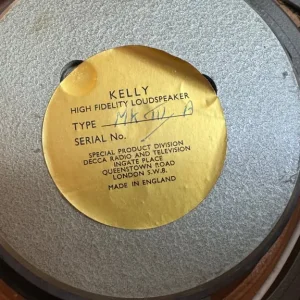 KELLY
HIGH FIDELITY LOUDSPEAKER
TYPE MK III A
SERIAL No.
SPECIAL PRODUCT DIVISION
DECCA RADIO AND TELEVISION
INGATE PLACE
QUEENSTOWN ROAD
LONDON S.W.8.
MADE IN ENGLAND